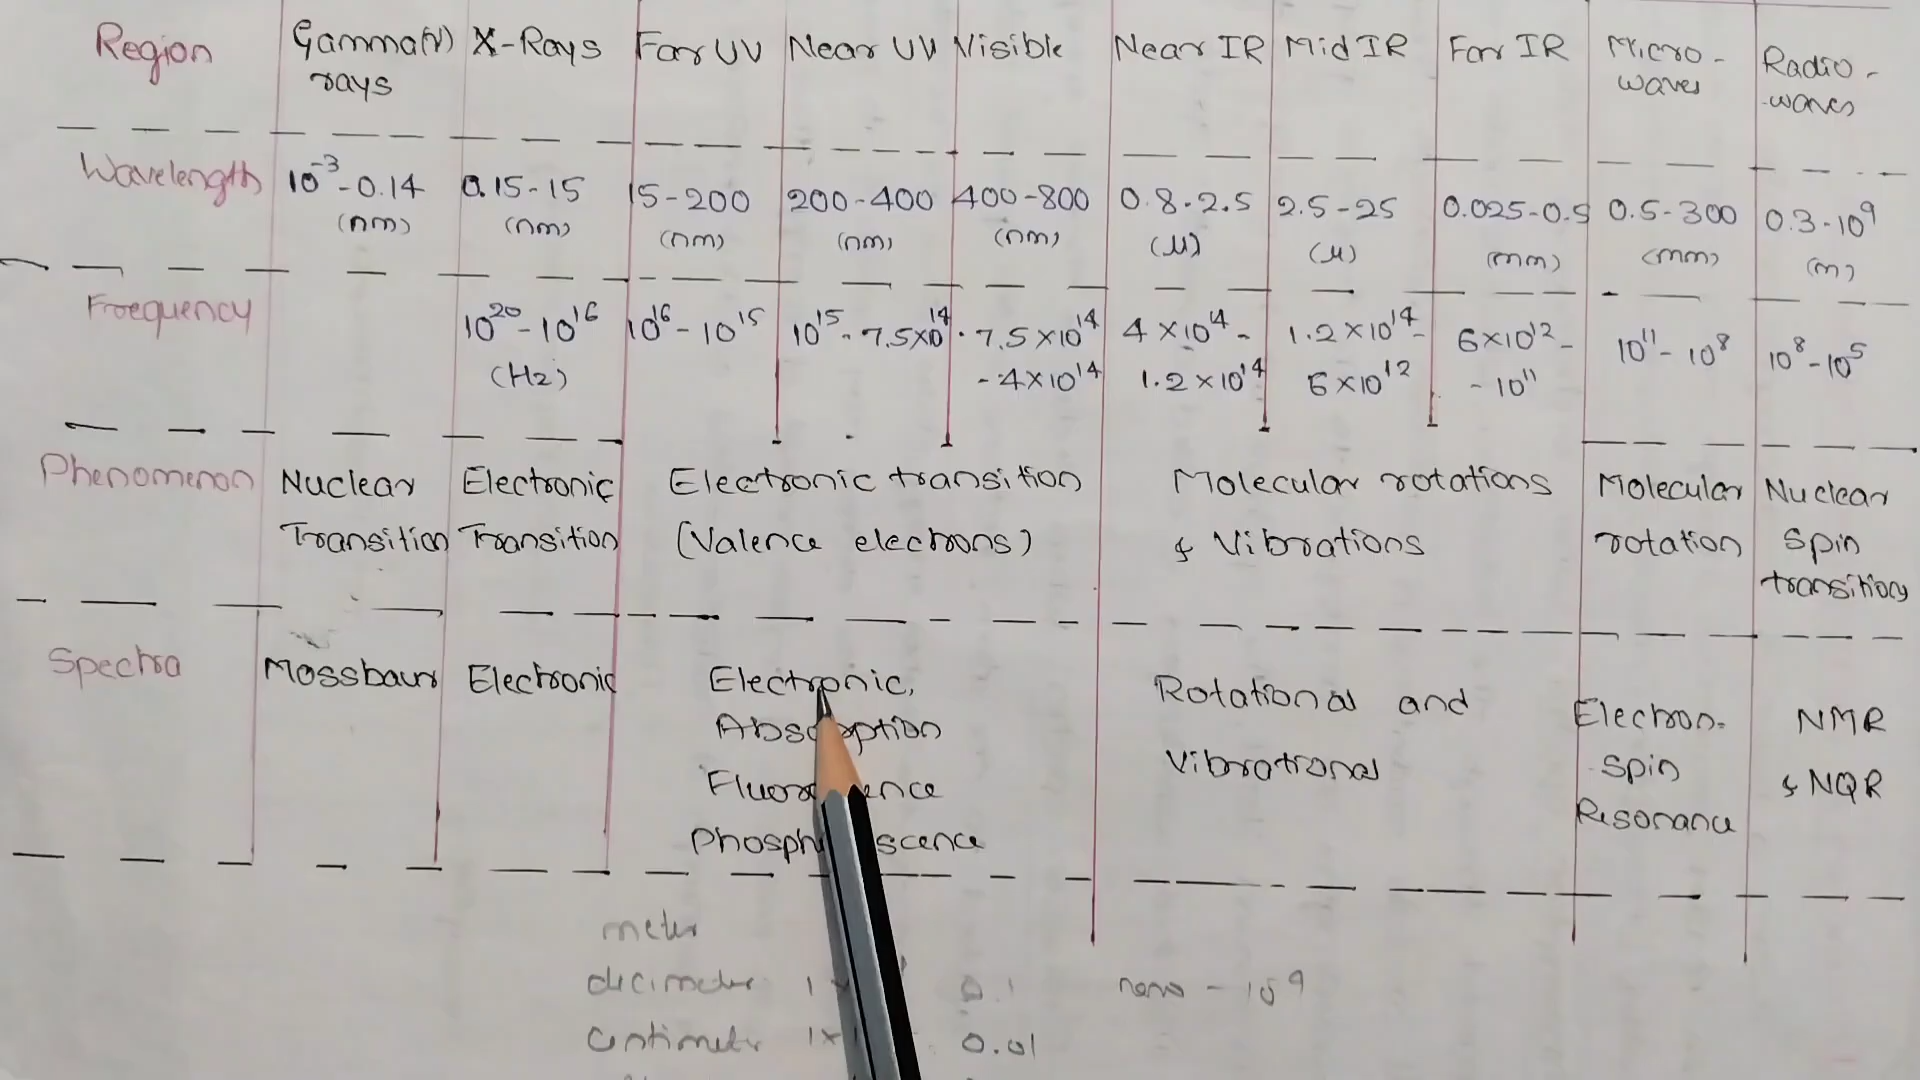 Region Gamma(γ) X-Rays Far UV Near UV Visible Near IR Mid IR Far IR Micro- Radio-
rays waves -waves
Wavelength 10⁻³-0.14 0.15-15 15-200 200-400 400-800 0.8-2.5 2.5-25 0.025-0.5 0.5-300 0.3-10⁹
(nm) (nm) (nm) (nm) (nm) (μ) (μ) (mm) (mm) (m)
Frequency 10²⁰-10¹⁶ 10¹⁶-10¹⁵ 10¹⁵-7.5×10¹⁴ 7.5×10¹⁴ 4×10¹⁴- 1.2×10¹⁴- 6×10¹²- 10¹¹-10⁸ 10⁸-10⁵
(Hz) -4×10¹⁴ 1.2×10¹⁴ 6×10¹² -10¹¹
Phenomenon Nuclear Electronic Electronic transition Molecular rotations Molecular Nuclear
Transition Transition (Valence electrons) & Vibrations rotation Spin
transitions
Spectra Mossbaur Electronic Electronic, Rotational and Electron- NMR
Absorption Vibrational Spin & NQR
Fluorescence Resonance
Phosphorescence
meter
decimeter 0.1 nano - 10⁹
centimeter 0.01